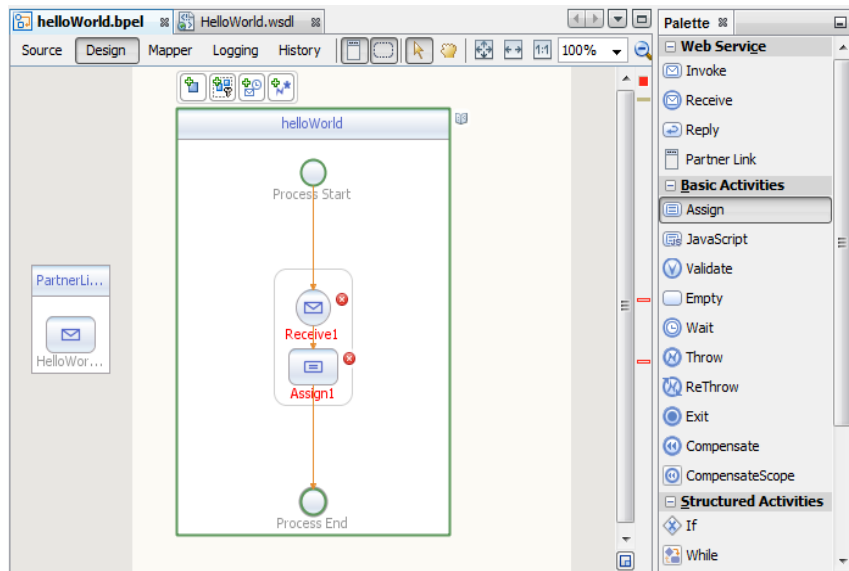 helloWorld.bpel
HelloWorld.wsdl
Source Design Mapper Logging History 1:1 100%
helloWorld
Process Start
PartnerLi...
HelloWor...
Receive1
Assign1
Process End
Palette
Web Service
Invoke
Receive
Reply
Partner Link
Basic Activities
Assign
JavaScript
Validate
Empty
Wait
Throw
ReThrow
Exit
Compensate
CompensateScope
Structured Activities
If
While